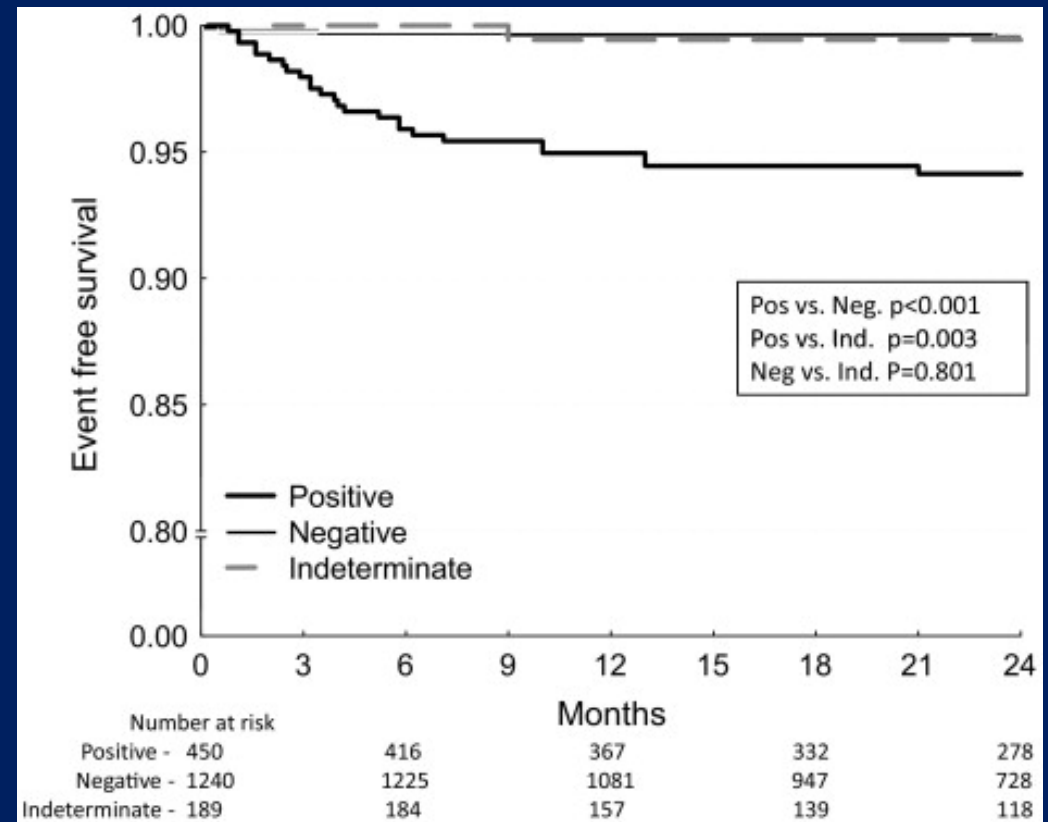 1.00
0.95
0.90
0.85
0.80
0.00
Event free survival
Pos vs. Neg. p<0.001
Pos vs. Ind. p=0.003
Neg vs. Ind. P=0.801
Positive
Negative
Indeterminate
0 3 6 9 12 15 18 21 24
Months
Number at risk
Positive - 450 416 367 332 278
Negative - 1240 1225 1081 947 728
Indeterminate - 189 184 157 139 118